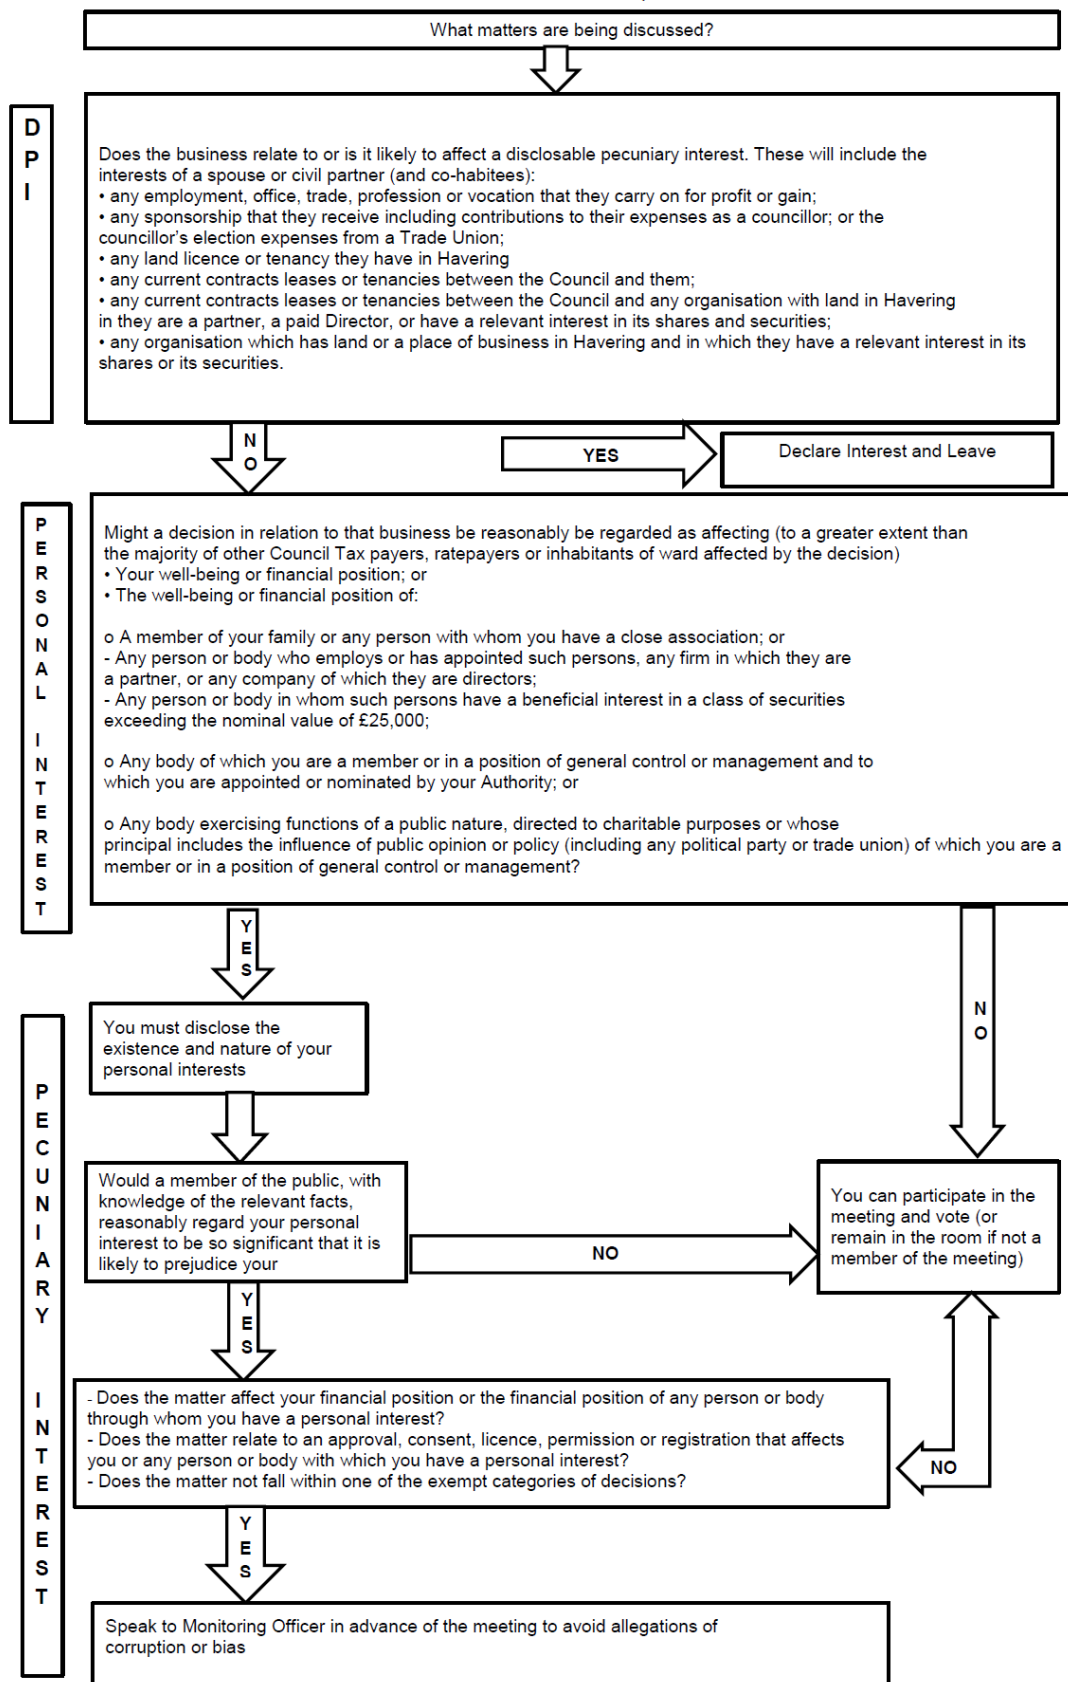 What matters are being discussed?
D
P
I
Does the business relate to or is it likely to affect a disclosable pecuniary interest. These will include the
interests of a spouse or civil partner (and co-habitees):
• any employment, office, trade, profession or vocation that they carry on for profit or gain;
• any sponsorship that they receive including contributions to their expenses as a councillor; or the
councillor’s election expenses from a Trade Union;
• any land licence or tenancy they have in Havering
• any current contracts leases or tenancies between the Council and them;
• any current contracts leases or tenancies between the Council and any organisation with land in Havering
in they are a partner, a paid Director, or have a relevant interest in its shares and securities;
• any organisation which has land or a place of business in Havering and in which they have a relevant interest in its
shares or its securities.
N
O
YES
Declare Interest and Leave
P
E
R
S
O
N
A
L
I
N
T
E
R
E
S
T
Might a decision in relation to that business be reasonably be regarded as affecting (to a greater extent than
the majority of other Council Tax payers, ratepayers or inhabitants of ward affected by the decision)
• Your well-being or financial position; or
• The well-being or financial position of:
o A member of your family or any person with whom you have a close association; or
- Any person or body who employs or has appointed such persons, any firm in which they are
a partner, or any company of which they are directors;
- Any person or body in whom such persons have a beneficial interest in a class of securities
exceeding the nominal value of £25,000;
o Any body of which you are a member or in a position of general control or management and to
which you are appointed or nominated by your Authority; or
o Any body exercising functions of a public nature, directed to charitable purposes or whose
principal includes the influence of public opinion or policy (including any political party or trade union) of which you are a
member or in a position of general control or management?
Y
E
S
N
O
P
E
C
U
N
I
A
R
Y
I
N
T
E
R
E
S
T
You must disclose the
existence and nature of your
personal interests
Would a member of the public, with
knowledge of the relevant facts,
reasonably regard your personal
interest to be so significant that it is
likely to prejudice your
NO
You can participate in the
meeting and vote (or
remain in the room if not a
member of the meeting)
Y
E
S
- Does the matter affect your financial position or the financial position of any person or body
through whom you have a personal interest?
- Does the matter relate to an approval, consent, licence, permission or registration that affects
you or any person or body with which you have a personal interest?
- Does the matter not fall within one of the exempt categories of decisions?
NO
Y
E
S
Speak to Monitoring Officer in advance of the meeting to avoid allegations of
corruption or bias